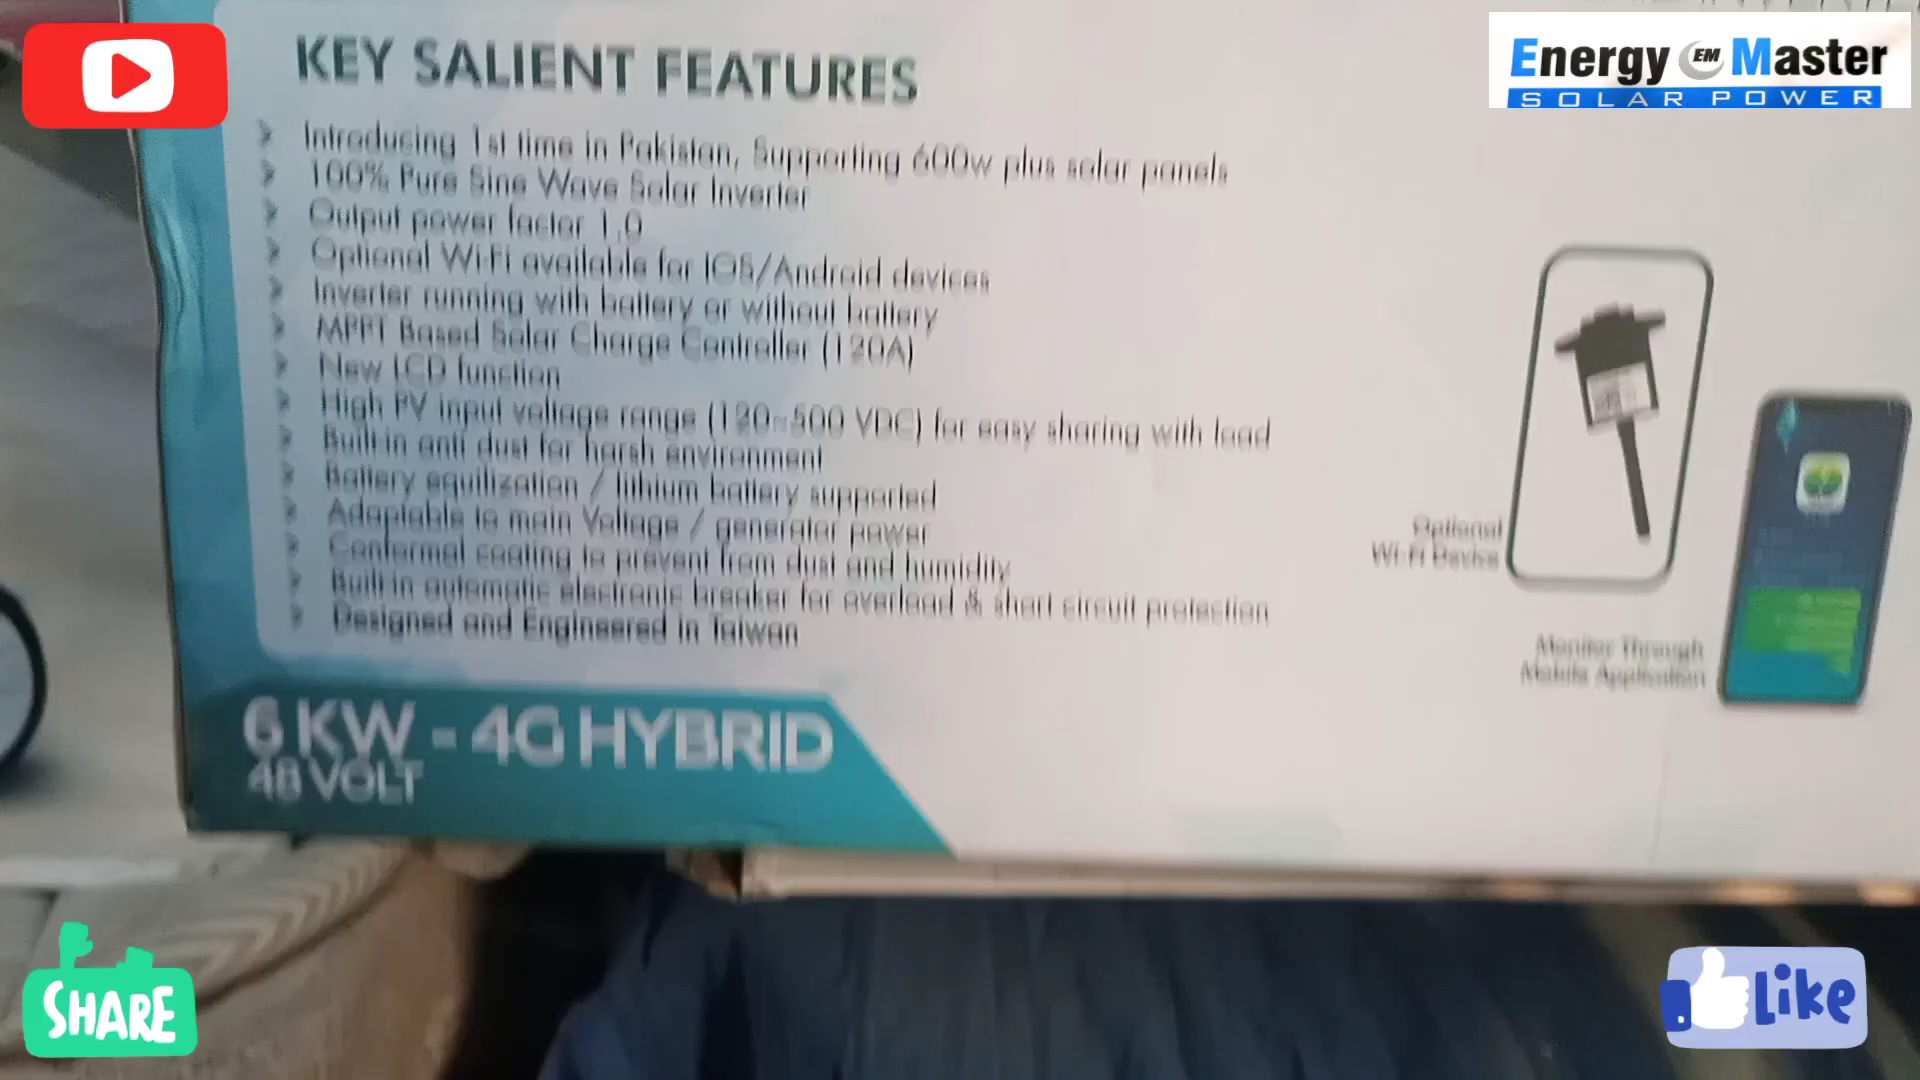 Energy EM Master
SOLAR POWER
KEY SALIENT FEATURES
Introducing 1st time in Pakistan, Supporting 600w plus solar panels
100% Pure Sine Wave Solar Inverter
Output power factor 1.0
Optional Wi-Fi available for IOS/Android devices
Inverter running with battery or without battery
MPPT Based Solar Charge Controller (120A)
New LCD function
High PV input voltage range (120~500 VDC) for easy sharing with load
Built-in anti dust for harsh environment
Battery equilization / lithium battery supported
Adaptable to main Voltage / generator power
Conformal coating to prevent from dust and humidity
Built-in automatic electronic breaker for overload & short circuit protection
Designed and Engineered in Taiwan
Optional
Wi-Fi Device
Monitor Through
Mobile Application
6 KW - 4G HYBRID
48 VOLT
SHARE
Like